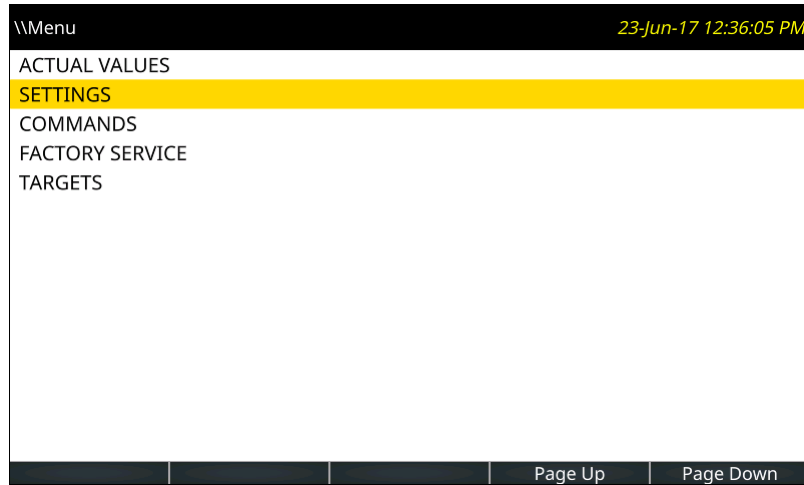 \\Menu 23-Jun-17 12:36:05 PM
ACTUAL VALUES
SETTINGS
COMMANDS
FACTORY SERVICE
TARGETS
Page Up Page Down